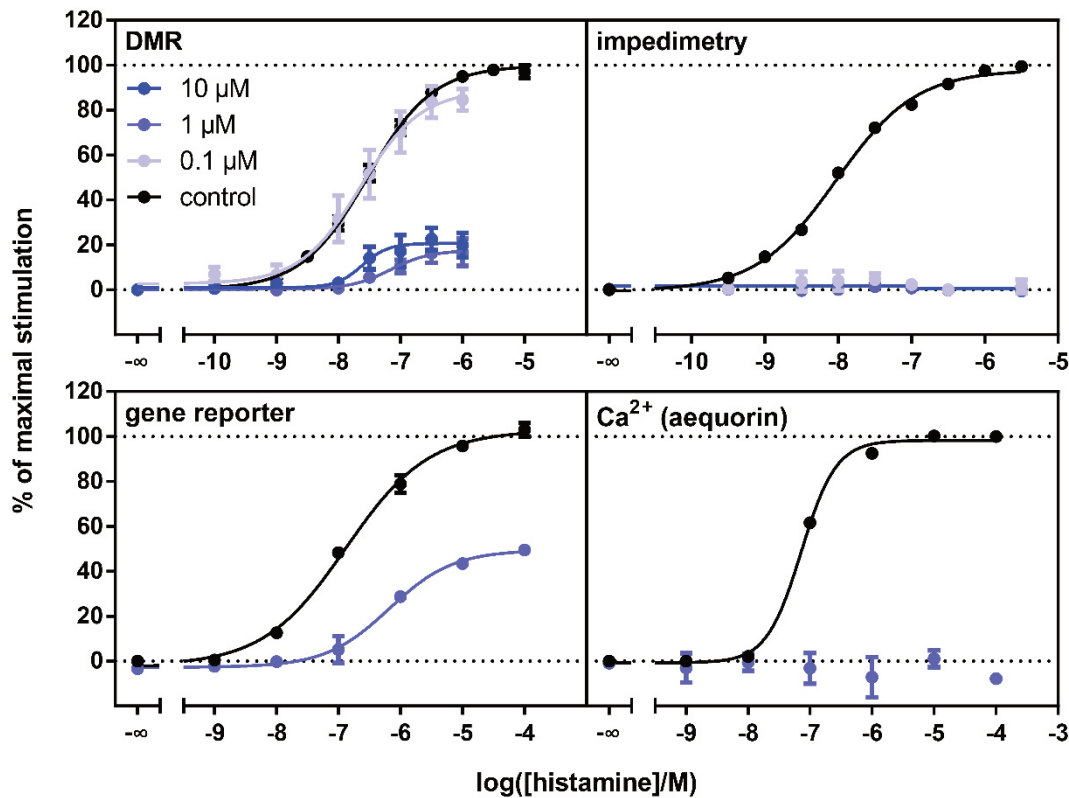 % of maximal stimulation
DMR
10 µM
1 µM
0.1 µM
control
120
100
80
60
40
20
0
-∞ -10 -9 -8 -7 -6 -5 -4
impedimetry
-∞ -10 -9 -8 -7 -6 -5
gene reporter
120
100
80
60
40
20
0
-∞ -9 -8 -7 -6 -5 -4
Ca²⁺ (aequorin)
-∞ -9 -8 -7 -6 -5 -4 -3
log([histamine]/M)